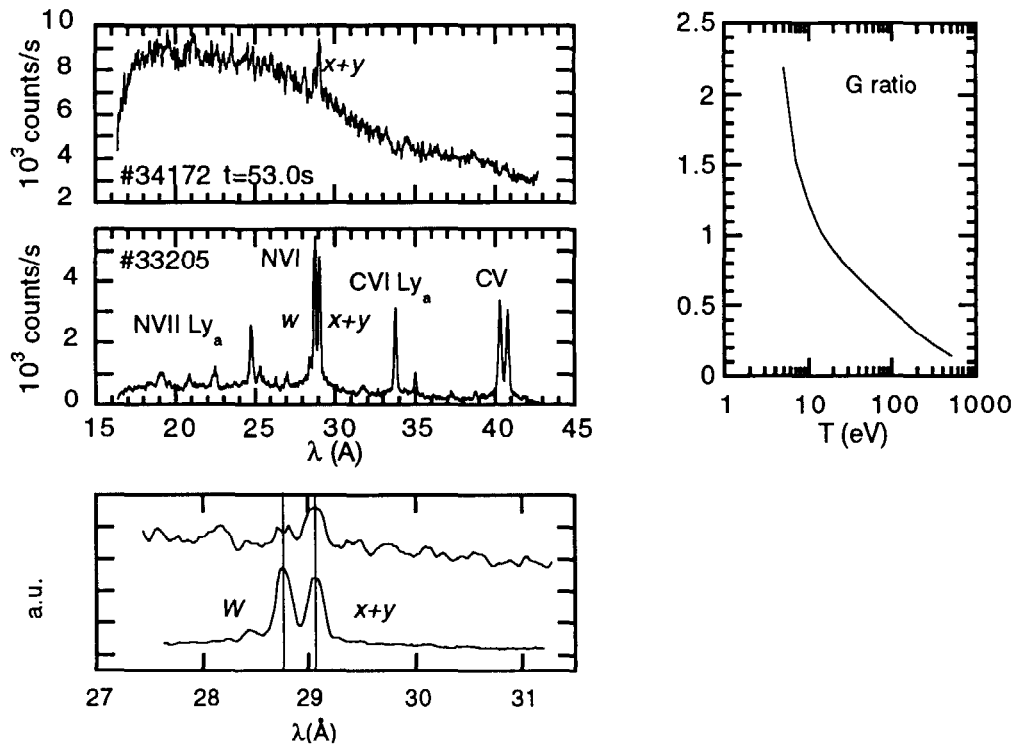 10
8
6
4
2
10³ counts/s
x+y
#34172 t=53.0s
4
2
0
10³ counts/s
#33205
NVI
NVII Lyₐ
w
x+y
CVI Lyₐ
CV
15 20 25 30 35 40 45
λ (A)
a.u.
W
x+y
27 28 29 30 31
λ(Å)
2.5
2
1.5
1
0.5
0
G ratio
1 10 100 1000
T (eV)